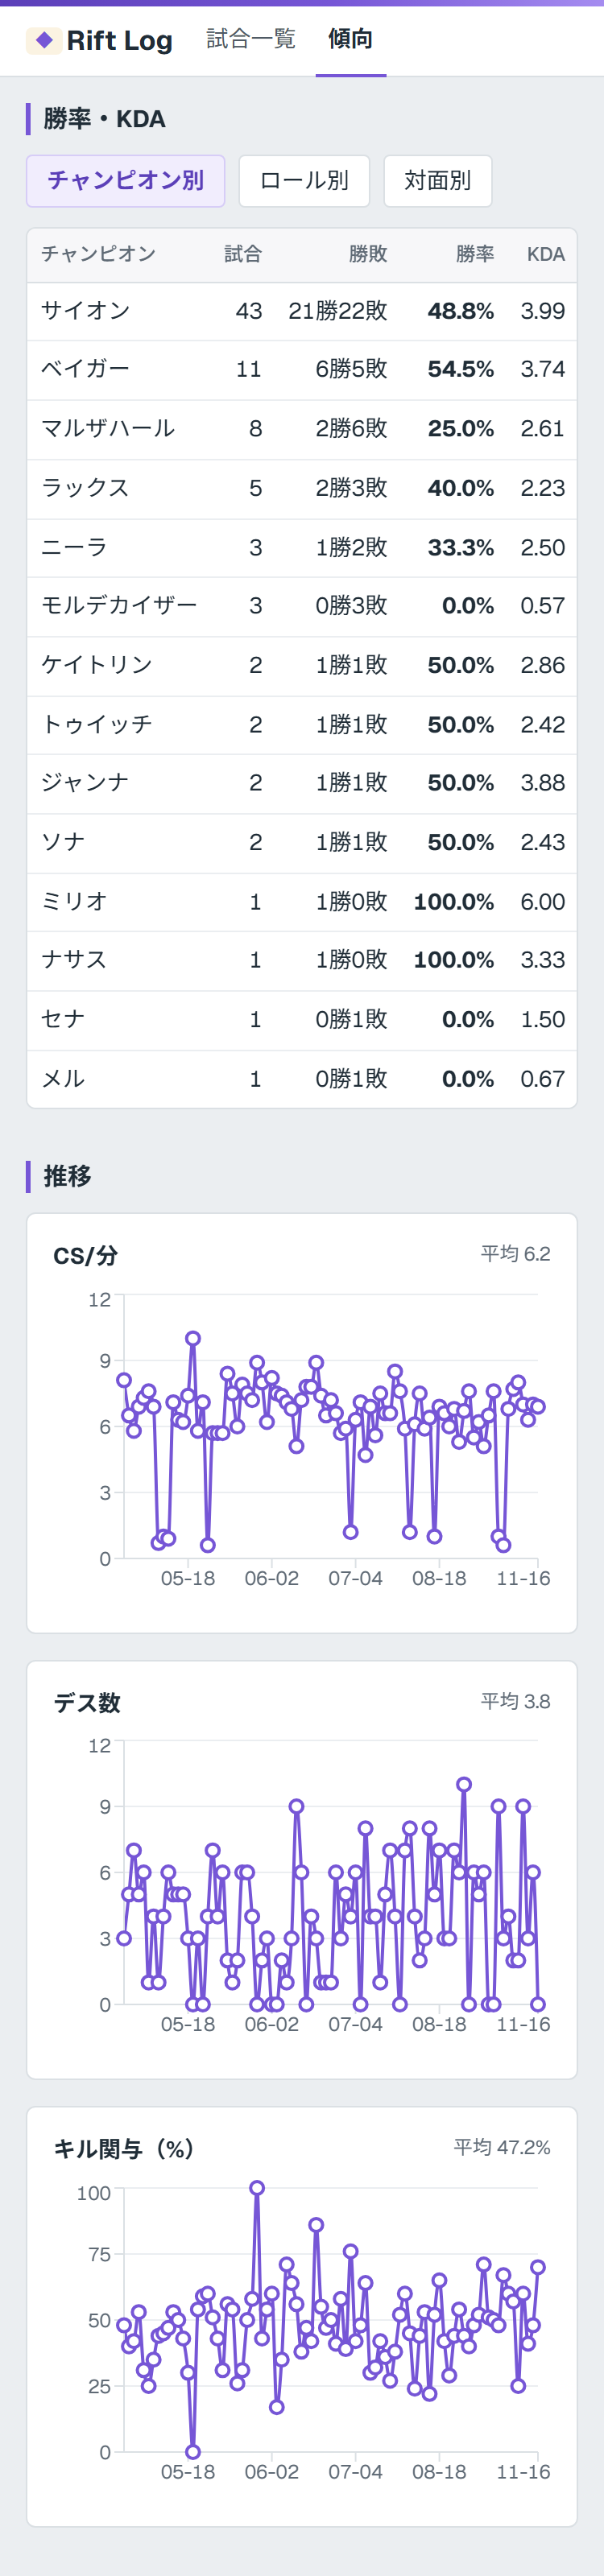 Rift Log 試合一覧 傾向
勝率・KDA
チャンピオン別 ロール別 対面別
チャンピオン 試合 勝敗 勝率 KDA
サイオン 43 21勝22敗 48.8% 3.99
ベイガー 11 6勝5敗 54.5% 3.74
マルザハール 8 2勝6敗 25.0% 2.61
ラックス 5 2勝3敗 40.0% 2.23
ニーラ 3 1勝2敗 33.3% 2.50
モルデカイザー 3 0勝3敗 0.0% 0.57
ケイトリン 2 1勝1敗 50.0% 2.86
トゥイッチ 2 1勝1敗 50.0% 2.42
ジャンナ 2 1勝1敗 50.0% 3.88
ソナ 2 1勝1敗 50.0% 2.43
ミリオ 1 1勝0敗 100.0% 6.00
ナサス 1 1勝0敗 100.0% 3.33
セナ 1 0勝1敗 0.0% 1.50
メル 1 0勝1敗 0.0% 0.67
推移
CS/分 平均 6.2
12
9
6
3
0
05-18 06-02 07-04 08-18 11-16
デス数 平均 3.8
12
9
6
3
0
05-18 06-02 07-04 08-18 11-16
キル関与（%） 平均 47.2%
100
75
50
25
0
05-18 06-02 07-04 08-18 11-16